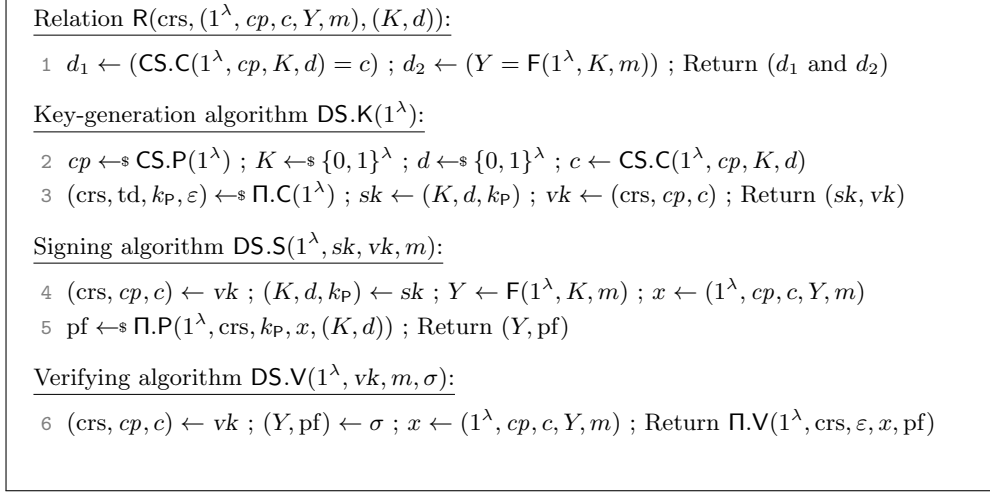 Relation R(crs, (1^λ, cp, c, Y, m), (K, d)):
1 d₁ ← (CS.C(1^λ, cp, K, d) = c) ; d₂ ← (Y = F(1^λ, K, m)) ; Return (d₁ and d₂)
Key-generation algorithm DS.K(1^λ):
2 cp ←$ CS.P(1^λ) ; K ←$ {0, 1}^λ ; d ←$ {0, 1}^λ ; c ← CS.C(1^λ, cp, K, d)
3 (crs, td, k_P, ε) ←$ Π.C(1^λ) ; sk ← (K, d, k_P) ; vk ← (crs, cp, c) ; Return (sk, vk)
Signing algorithm DS.S(1^λ, sk, vk, m):
4 (crs, cp, c) ← vk ; (K, d, k_P) ← sk ; Y ← F(1^λ, K, m) ; x ← (1^λ, cp, c, Y, m)
5 pf ←$ Π.P(1^λ, crs, k_P, x, (K, d)) ; Return (Y, pf)
Verifying algorithm DS.V(1^λ, vk, m, σ):
6 (crs, cp, c) ← vk ; (Y, pf) ← σ ; x ← (1^λ, cp, c, Y, m) ; Return Π.V(1^λ, crs, ε, x, pf)